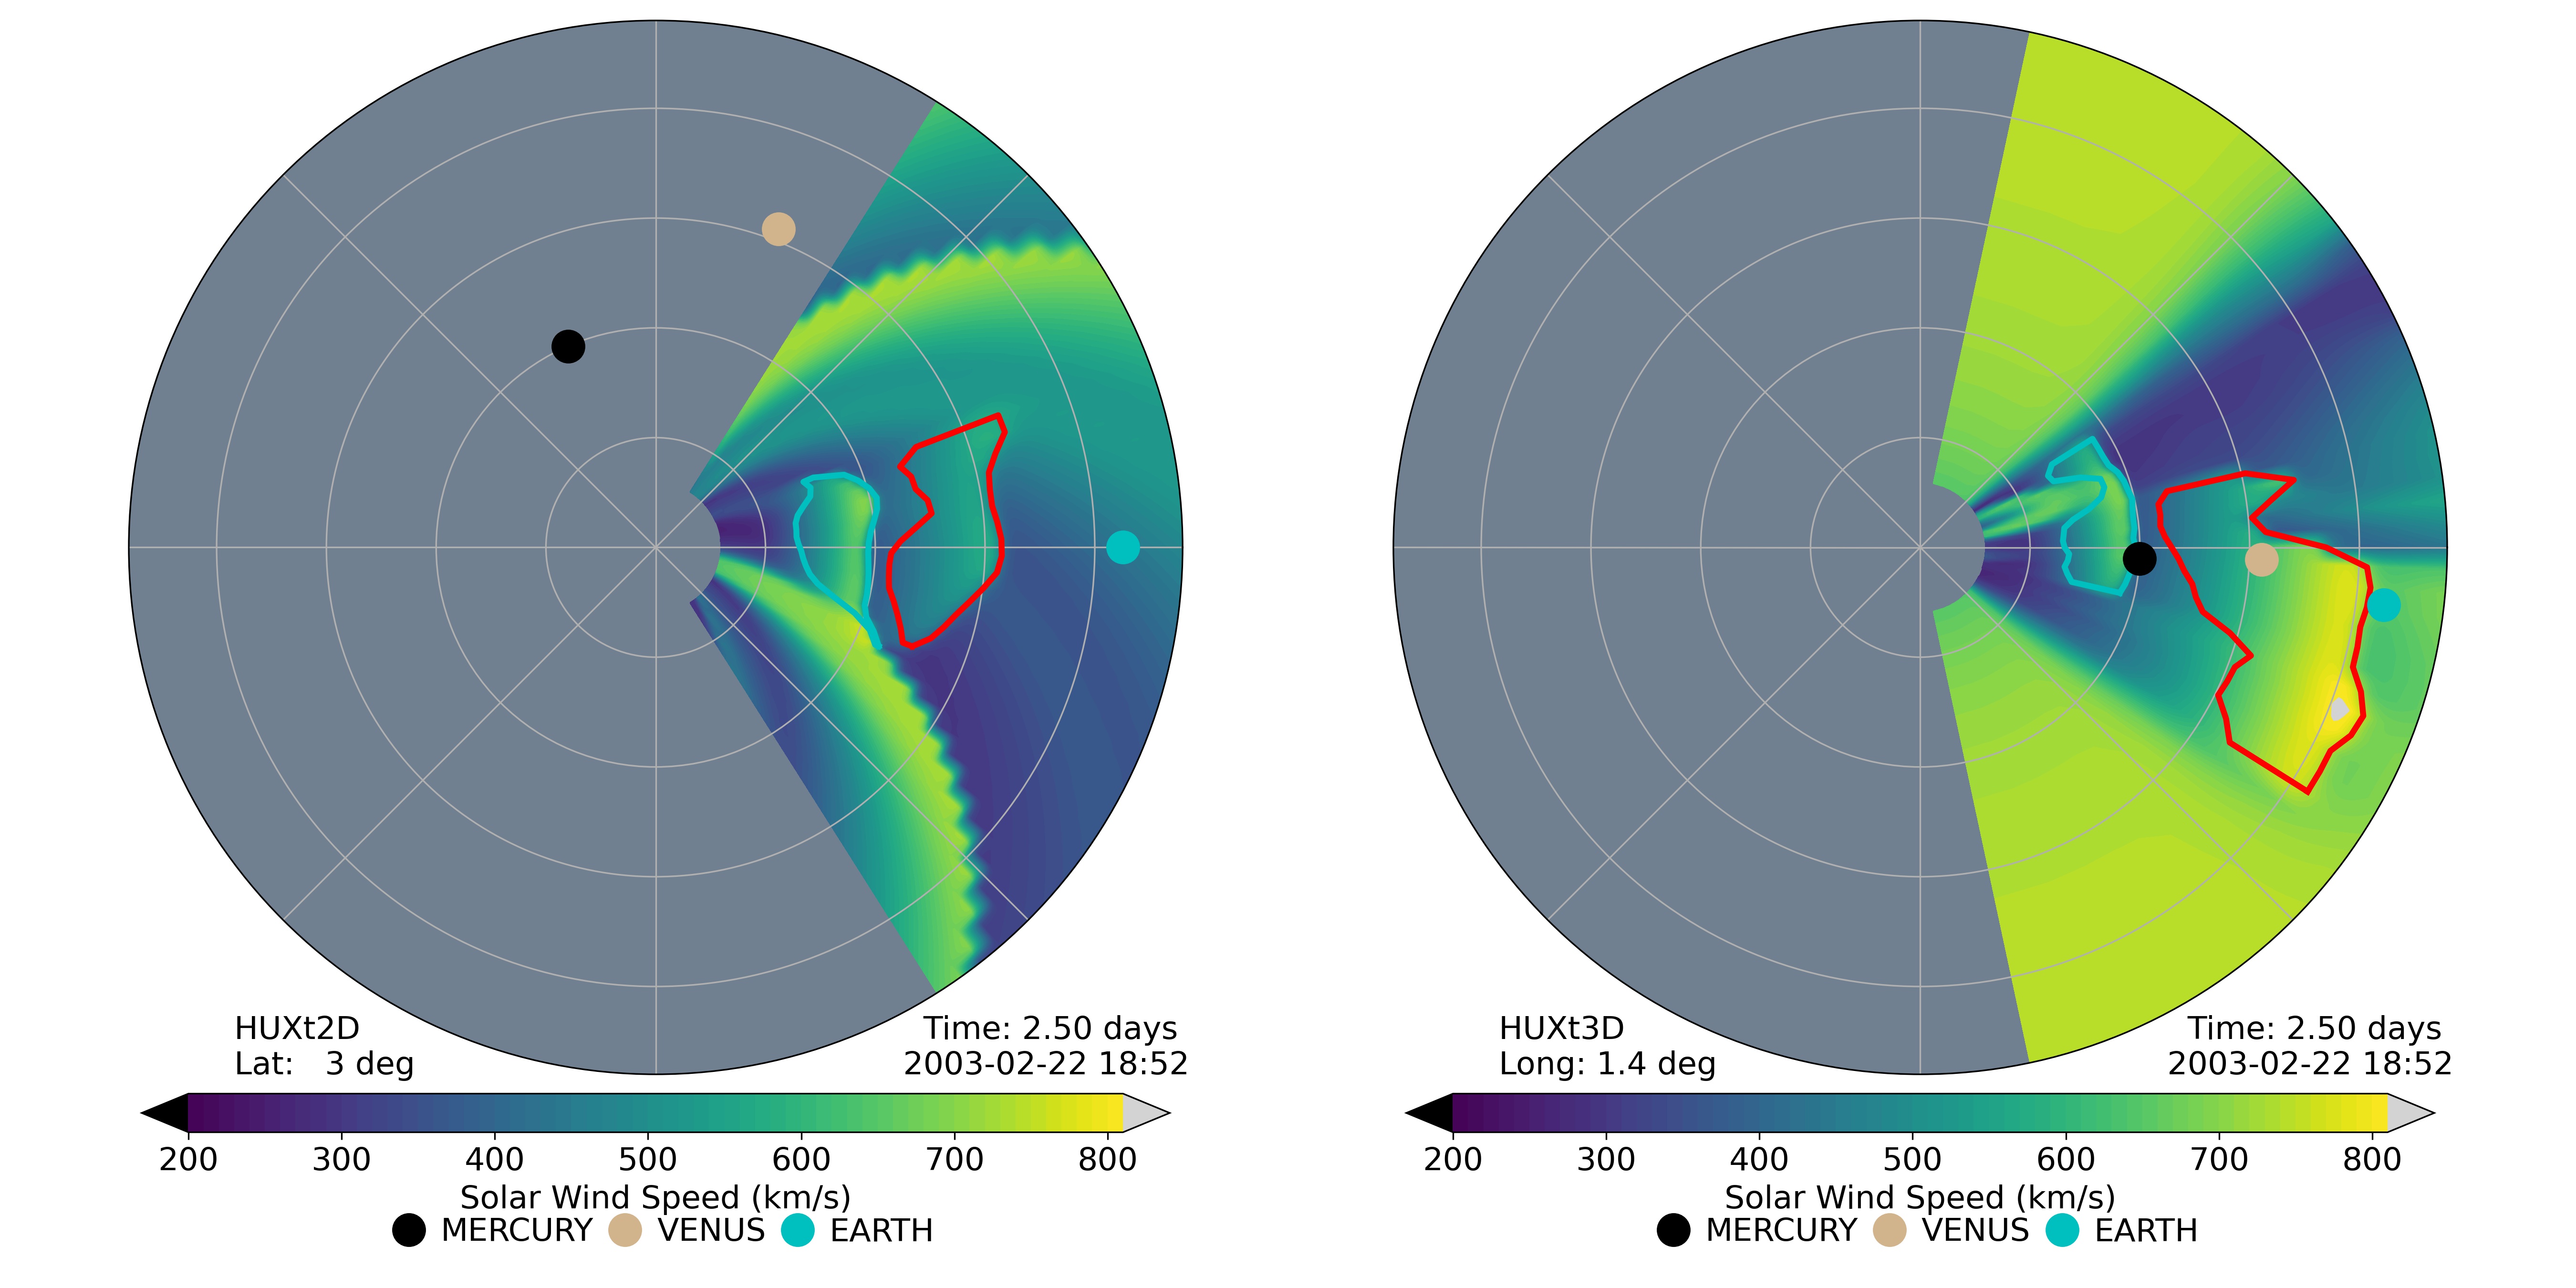 HUXt2D
Lat:   3 deg
Time: 2.50 days
2003-02-22 18:52
200 300 400 500 600 700 800
Solar Wind Speed (km/s)
MERCURY VENUS EARTH
HUXt3D
Long: 1.4 deg
Time: 2.50 days
2003-02-22 18:52
200 300 400 500 600 700 800
Solar Wind Speed (km/s)
MERCURY VENUS EARTH